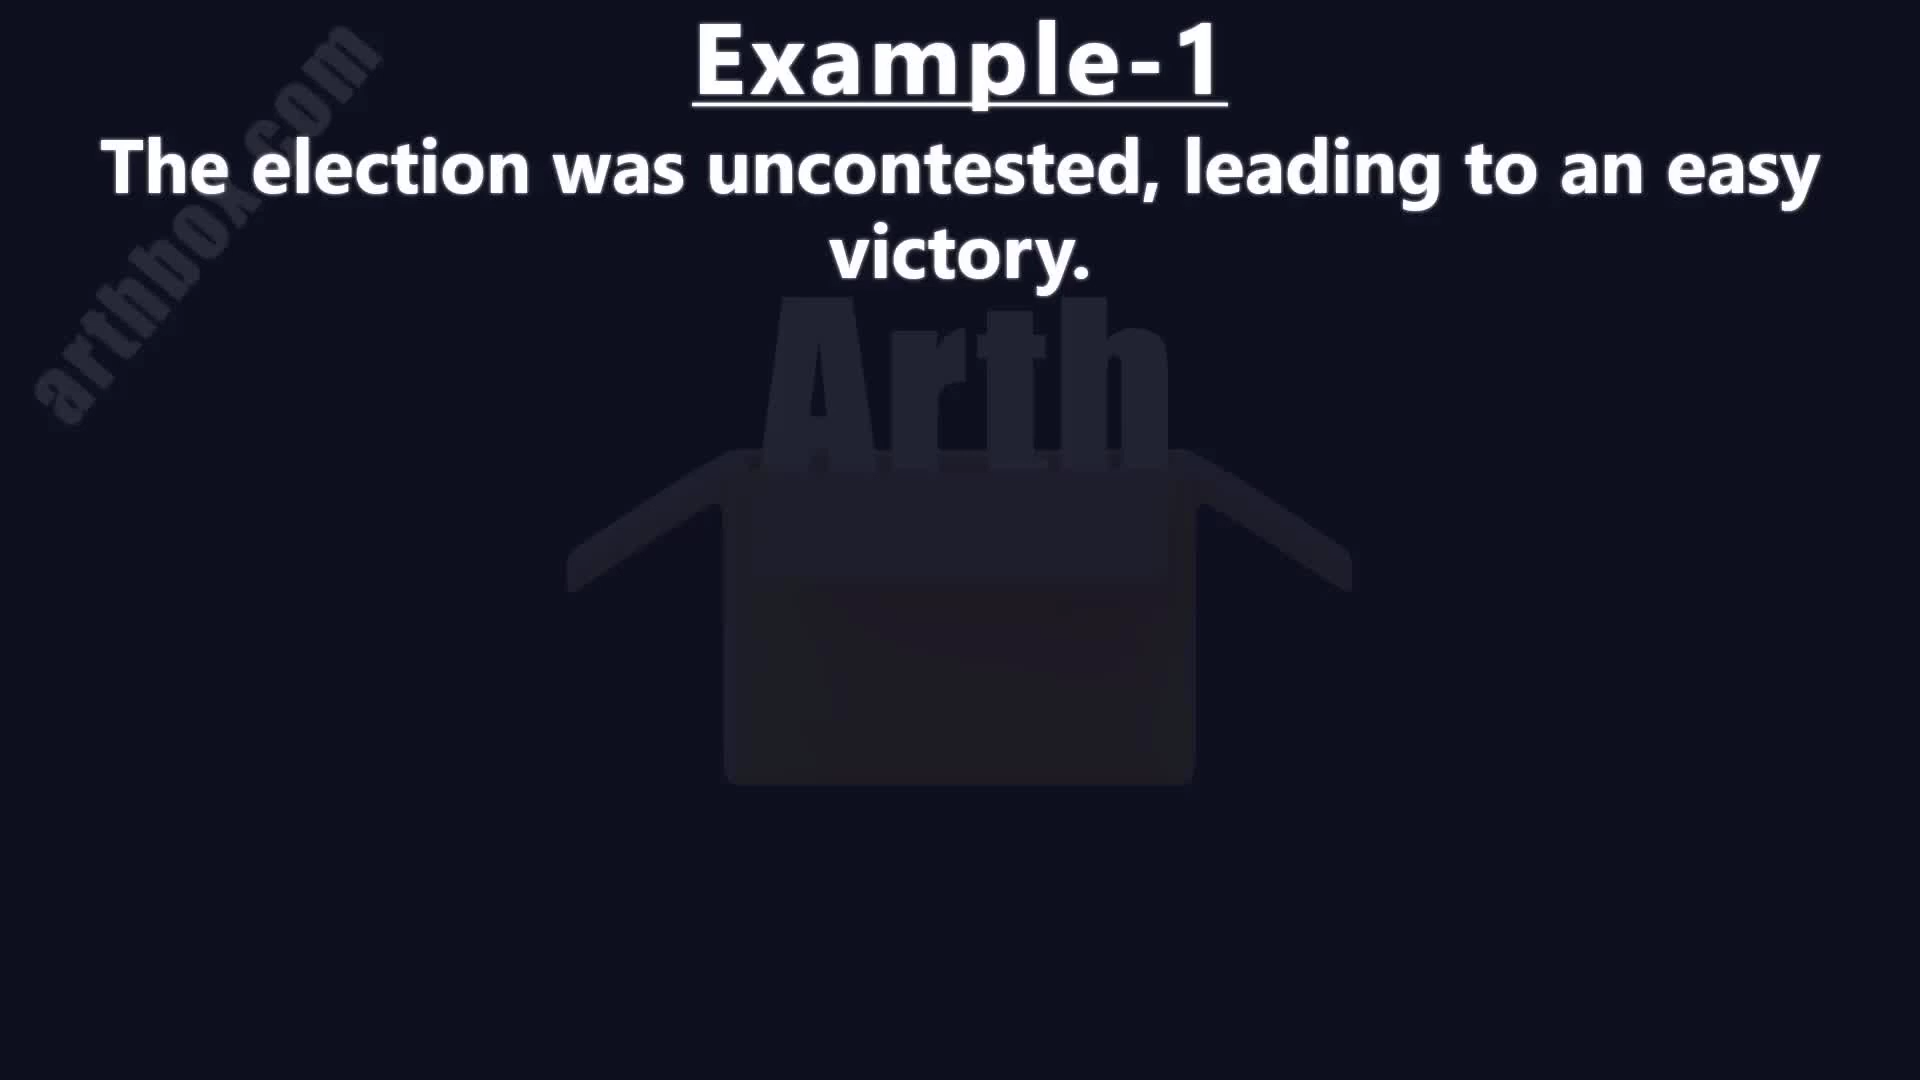 Example-1
The election was uncontested, leading to an easy
victory.
arthbox.com
Arth